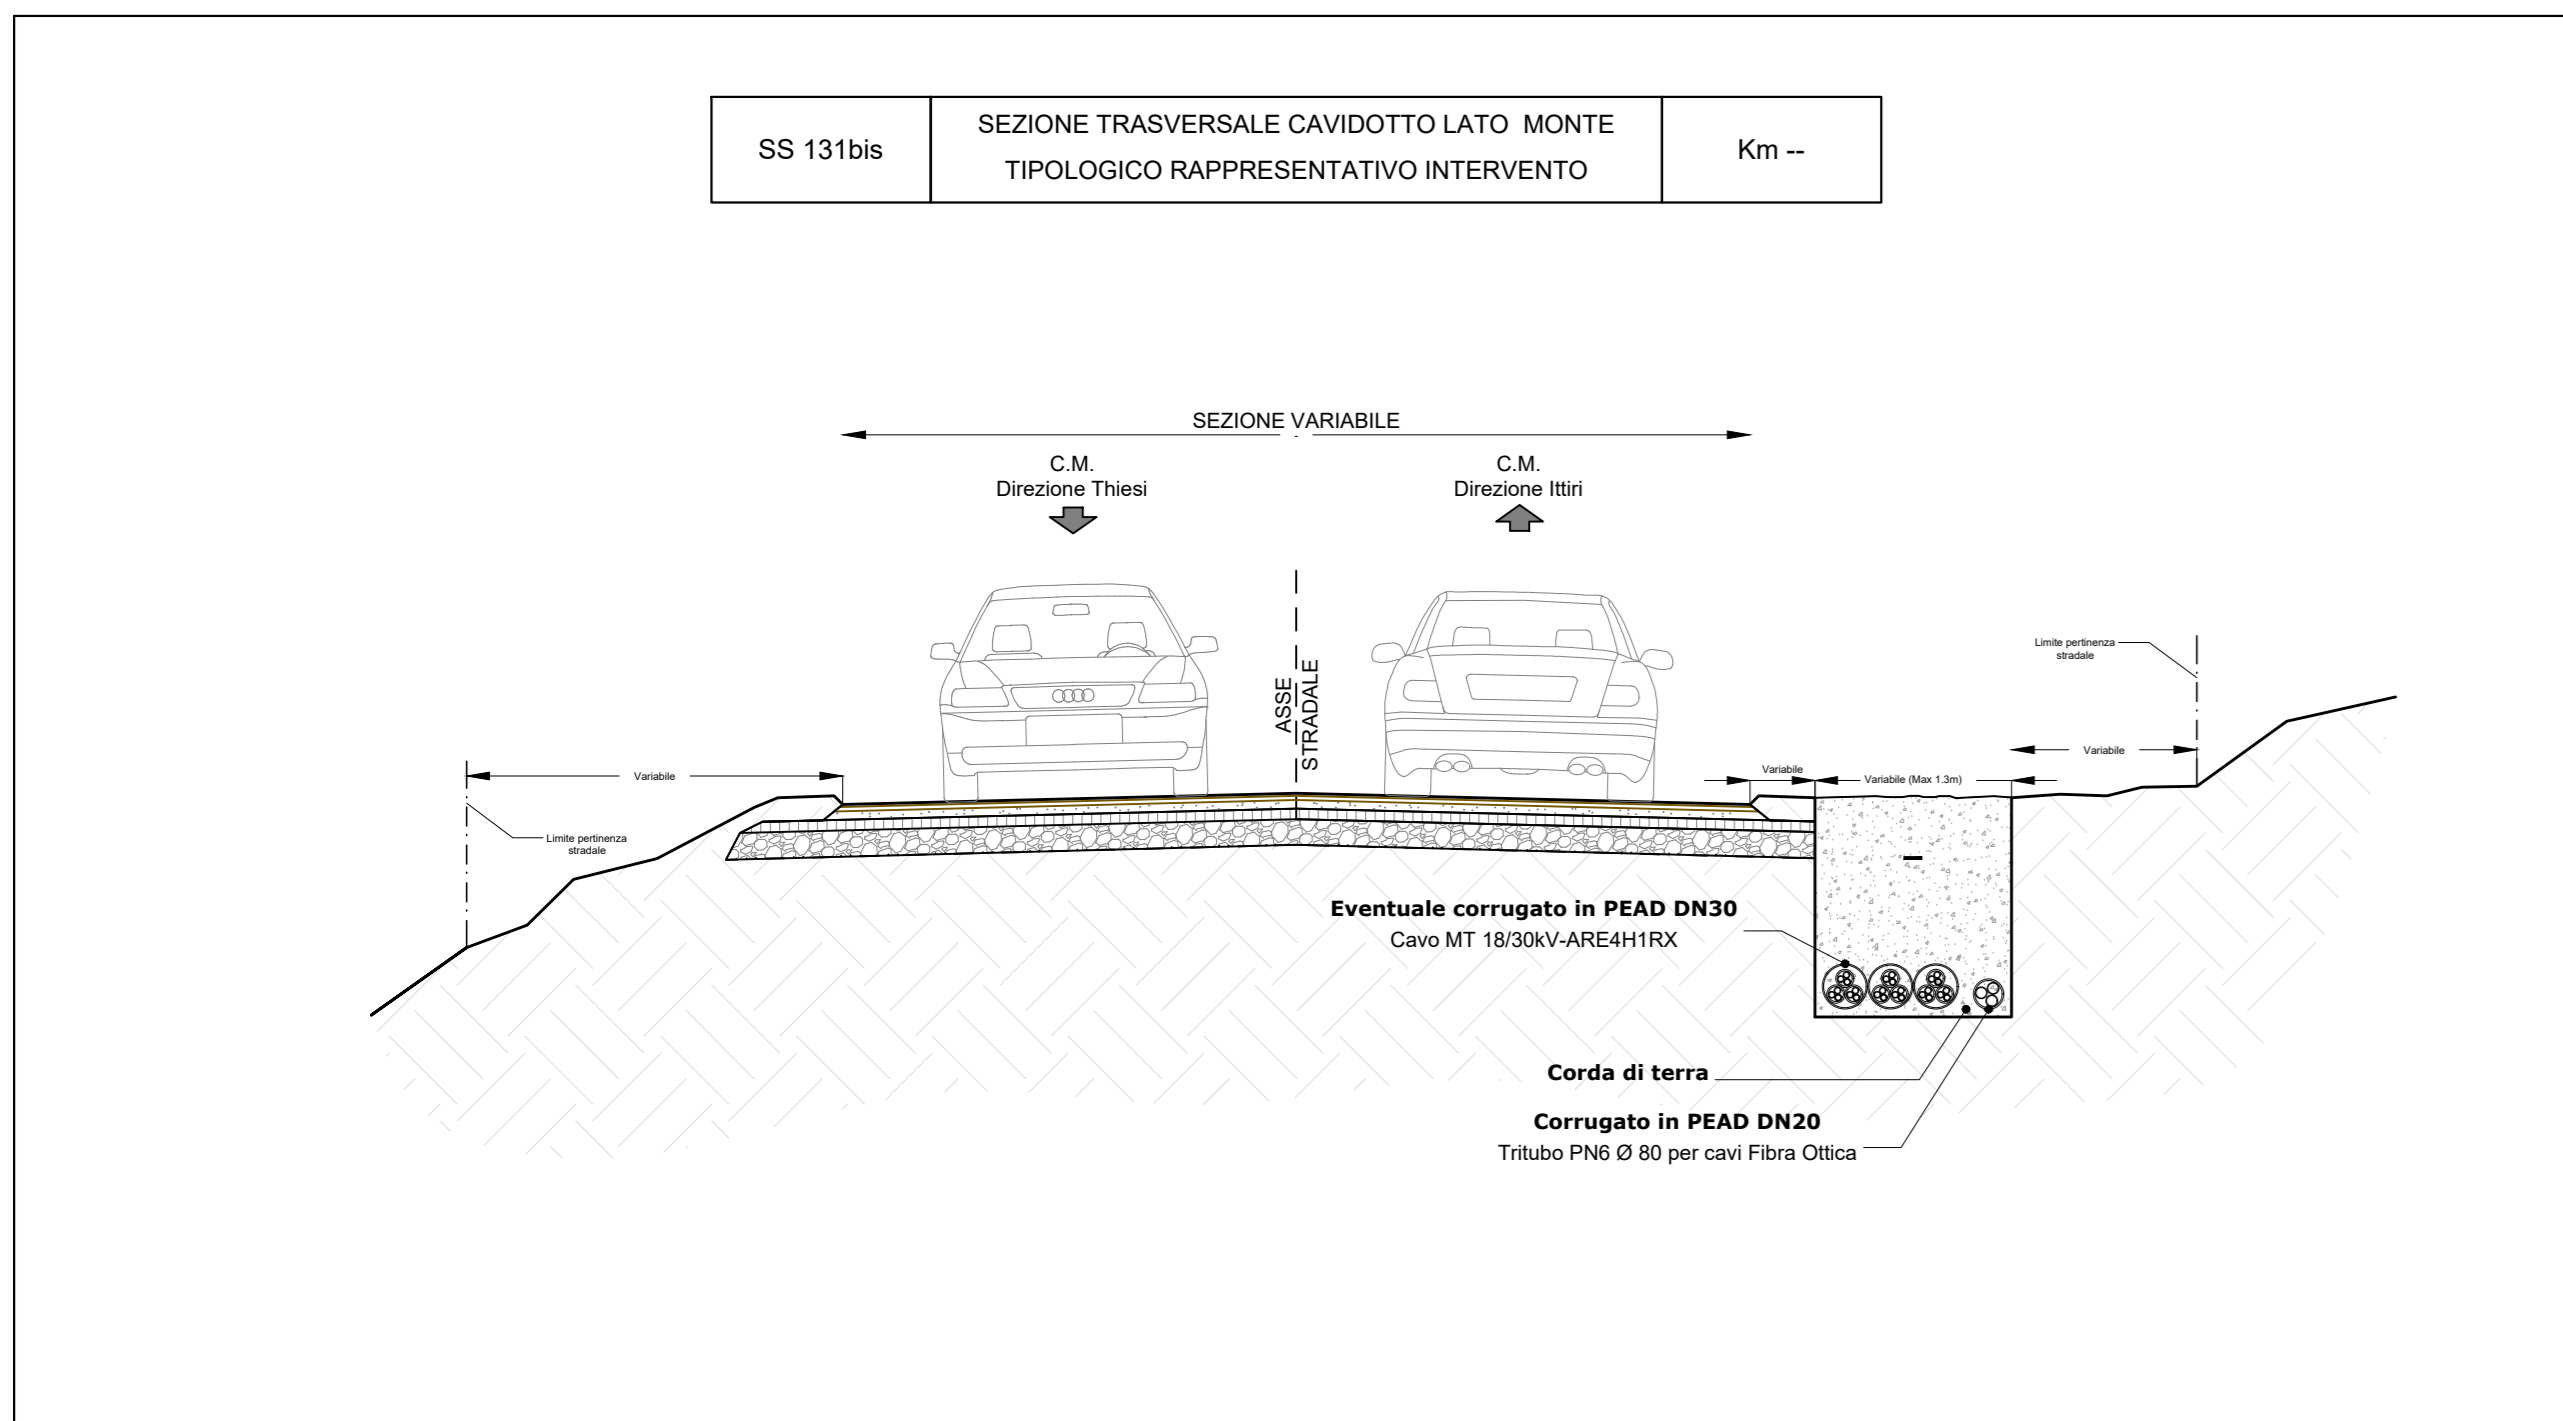 SS 131bis
SEZIONE TRASVERSALE CAVIDOTTO LATO MONTE
TIPOLOGICO RAPPRESENTATIVO INTERVENTO
Km --
SEZIONE VARIABILE
C.M.
Direzione Thiesi
C.M.
Direzione Ittiri
ASSE
STRADALE
Limite pertinenza
stradale
Variabile
Variabile
Variabile
Variabile (Max 1.3m)
Limite pertinenza
stradale
Eventuale corrugato in PEAD DN30
Cavo MT 18/30kV-ARE4H1RX
Corda di terra
Corrugato in PEAD DN20
Tritubo PN6 Ø 80 per cavi Fibra Ottica